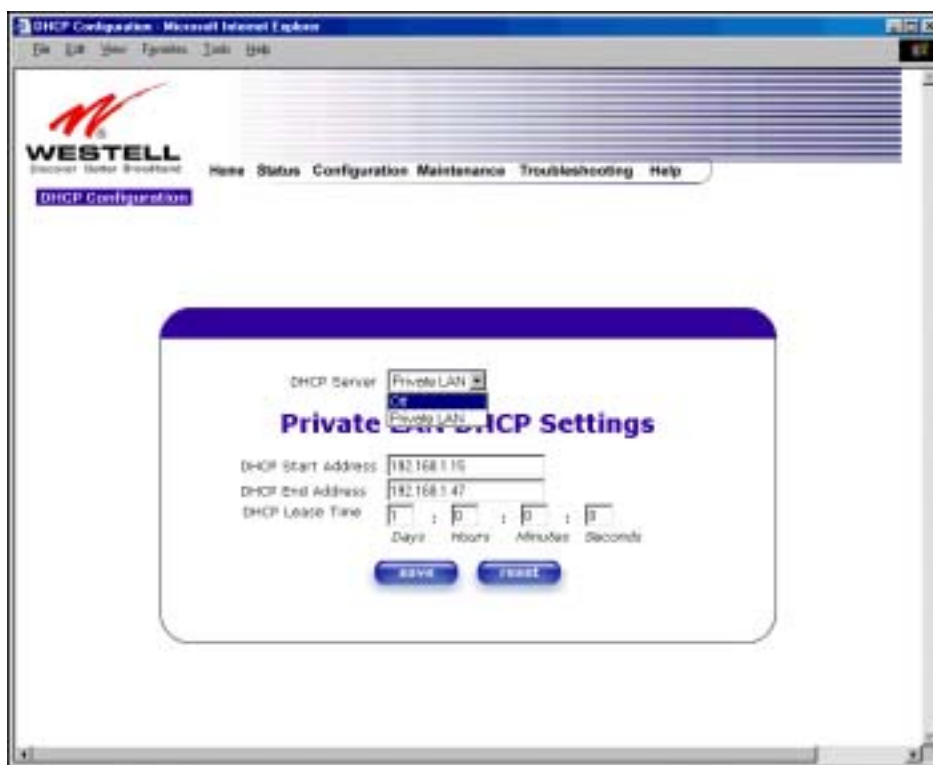 DHCP Configuration - Microsoft Internet Explorer
File Edit View Favorites Tools Help
WESTELL
Discover Better Broadband
Home Status Configuration Maintenance Troubleshooting Help
DHCP Configuration
DHCP Server Private LAN
Off
Private LAN
Private LAN DHCP Settings
DHCP Start Address 192.168.1.15
DHCP End Address 192.168.1.47
DHCP Lease Time 1 : 0 : 0 : 0
Days Hours Minutes Seconds
save reset